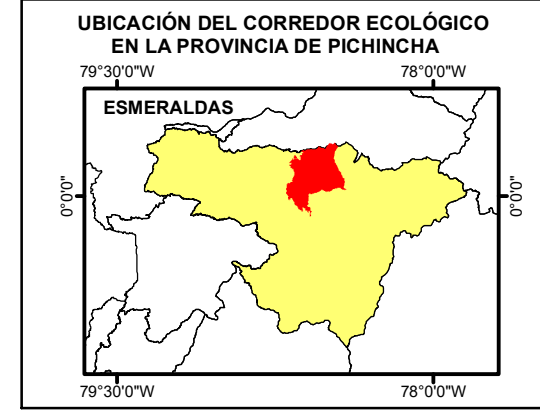 UBICACIÓN DEL CORREDOR ECOLÓGICO
EN LA PROVINCIA DE PICHINCHA
79°30'0"W 78°0'0"W
ESMERALDAS
0°0'0" 0°0'0"
79°30'0"W 78°0'0"W